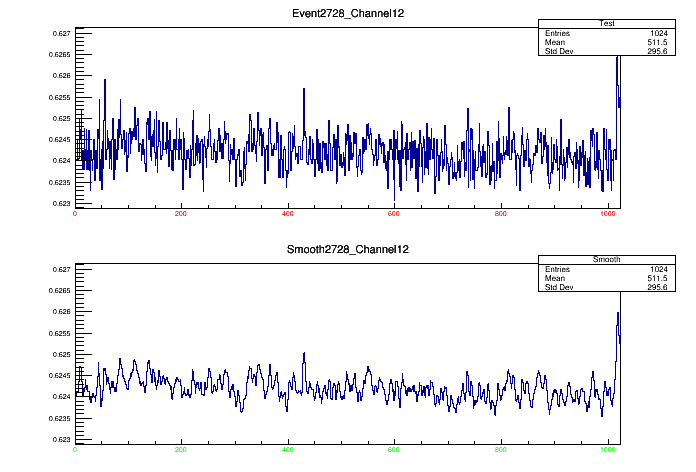 Event2728_Channel12
Test
Entries 1024
Mean 511.5
Std Dev 295.6
0.627
0.6265
0.626
0.6255
0.625
0.6245
0.624
0.6235
0.623
0 200 400 600 800 1000
Smooth2728_Channel12
Smooth
Entries 1024
Mean 511.5
Std Dev 295.6
0.627
0.6265
0.626
0.6255
0.625
0.6245
0.624
0.6235
0.623
0 200 400 600 800 1000